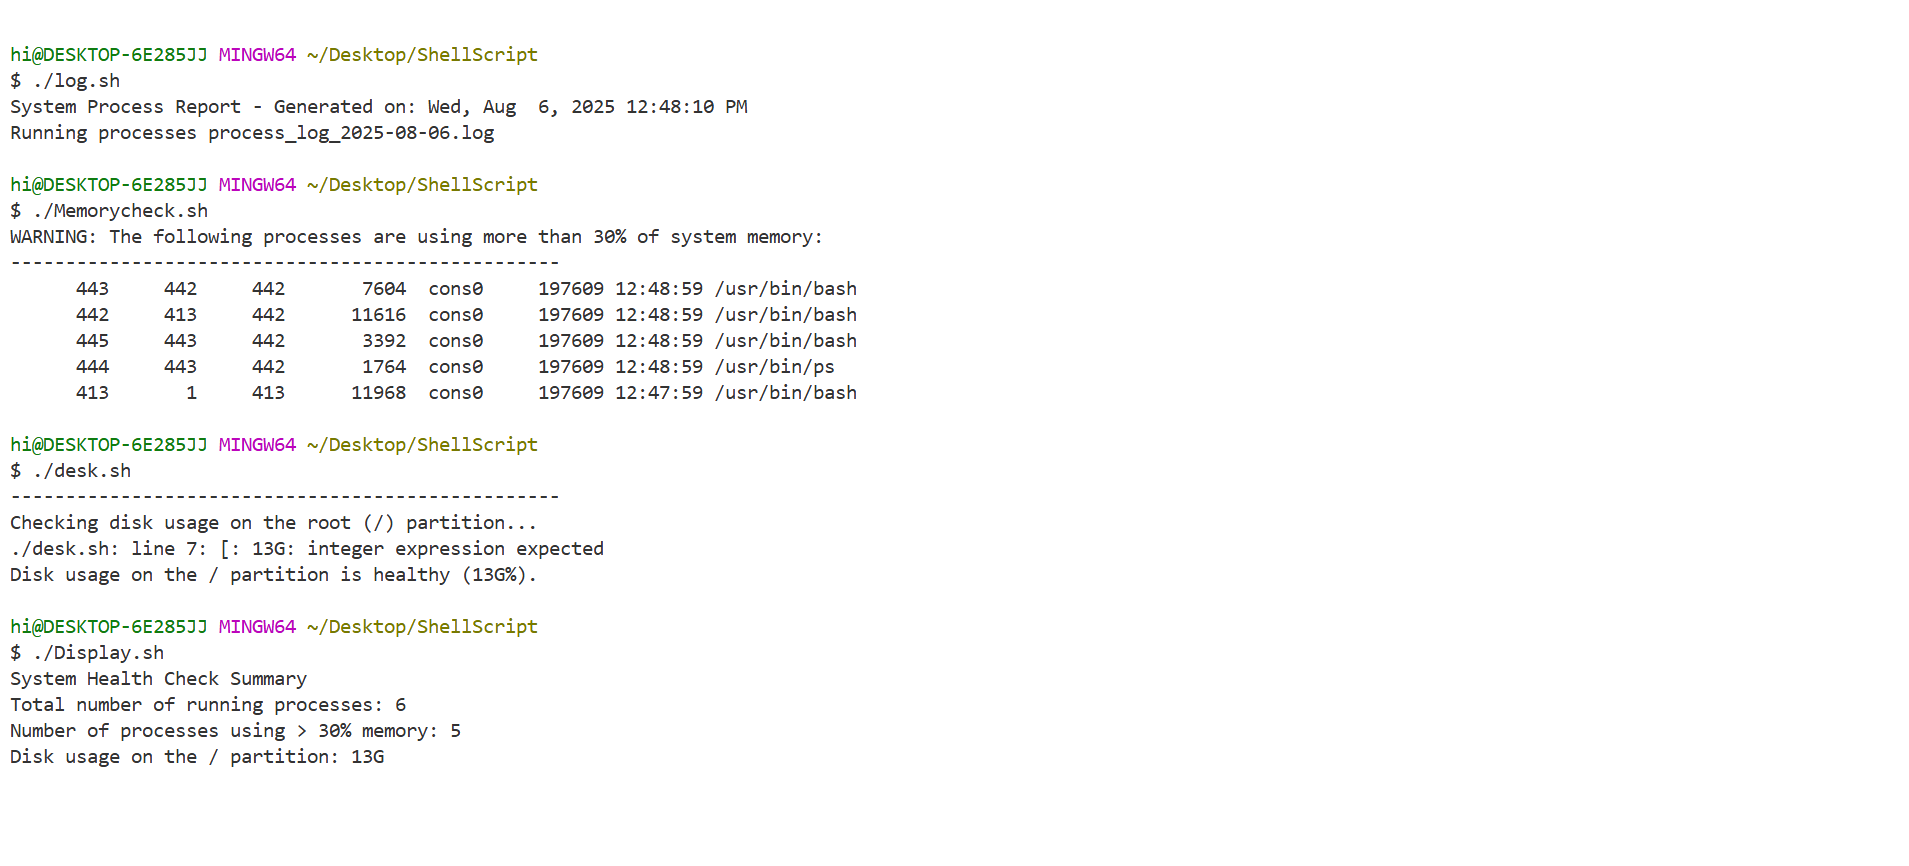 hi@DESKTOP-6E285JJ MINGW64 ~/Desktop/ShellScript
$ ./log.sh
System Process Report - Generated on: Wed, Aug  6, 2025 12:48:10 PM
Running processes process_log_2025-08-06.log
hi@DESKTOP-6E285JJ MINGW64 ~/Desktop/ShellScript
$ ./Memorycheck.sh
WARNING: The following processes are using more than 30% of system memory:
--------------------------------------------------
      443     442     442       7604  cons0     197609 12:48:59 /usr/bin/bash
      442     413     442      11616  cons0     197609 12:48:59 /usr/bin/bash
      445     443     442       3392  cons0     197609 12:48:59 /usr/bin/bash
      444     443     442       1764  cons0     197609 12:48:59 /usr/bin/ps
      413       1     413      11968  cons0     197609 12:47:59 /usr/bin/bash
hi@DESKTOP-6E285JJ MINGW64 ~/Desktop/ShellScript
$ ./desk.sh
--------------------------------------------------
Checking disk usage on the root (/) partition...
./desk.sh: line 7: [: 13G: integer expression expected
Disk usage on the / partition is healthy (13G%).
hi@DESKTOP-6E285JJ MINGW64 ~/Desktop/ShellScript
$ ./Display.sh
System Health Check Summary
Total number of running processes: 6
Number of processes using > 30% memory: 5
Disk usage on the / partition: 13G